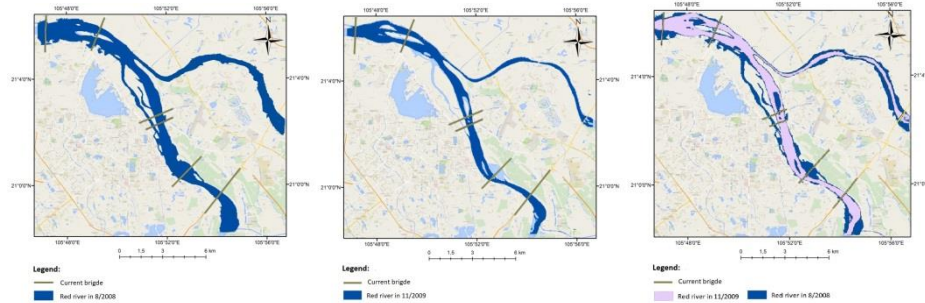 105°48'0"E 105°52'0"E 105°56'0"E
N
21°4'0"N
21°0'0"N
105°48'0"E 105°52'0"E 105°56'0"E
0 1,5 3 6 km
Legend:
Current brigde
Red river in 8/2008
105°48'0"E 105°52'0"E 105°56'0"E
N
21°4'0"N
21°0'0"N
105°48'0"E 105°52'0"E 105°56'0"E
0 1,5 3 6 km
Legend:
Current brigde
Red river in 11/2009
105°48'0"E 105°52'0"E 105°56'0"E
N
21°4'0"N
21°0'0"N
105°48'0"E 105°52'0"E 105°56'0"E
0 1,5 3 6 km
Legend:
Current brigde
Red river in 11/2009 Red river in 8/2008